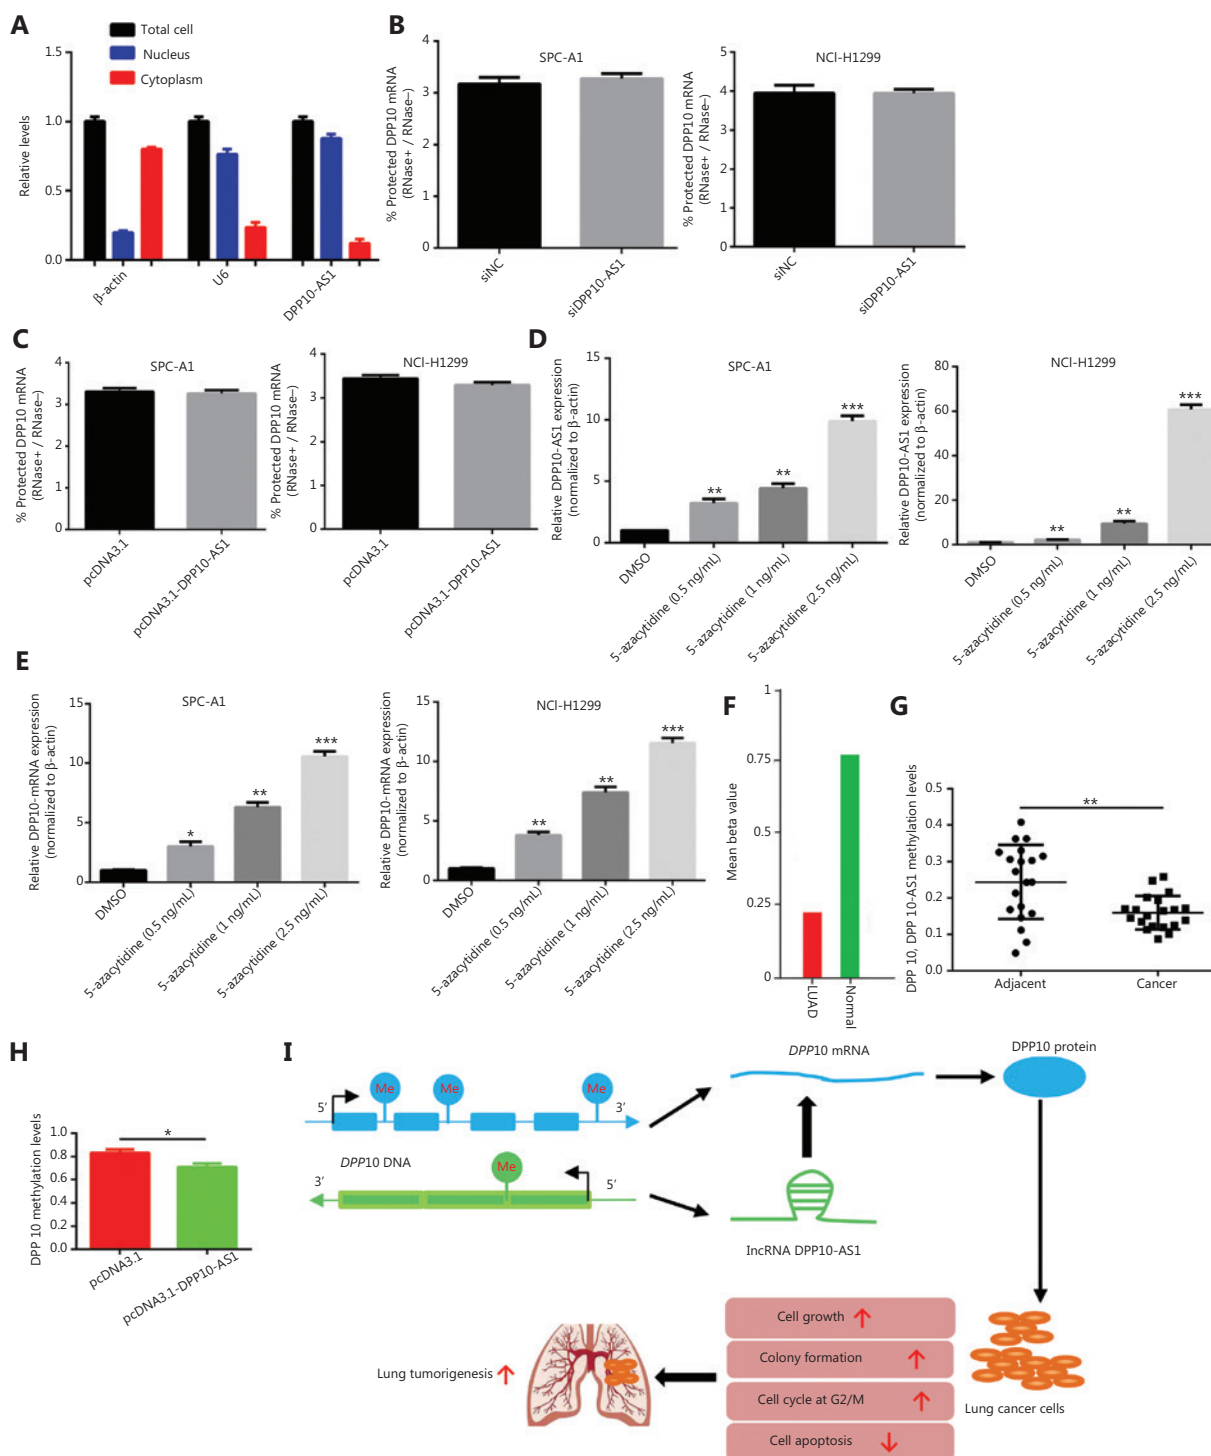 A
Total cell
Nucleus
Cytoplasm
Relative levels
1.5
1.0
0.5
0.0
β-actin
U6
DPP10-AS1
B
SPC-A1
% Protected DPP10 mRNA
(RNase+ / RNase–)
4
3
2
1
0
siNC
siDPP10-AS1
NCI-H1299
% Protected DPP10 mRNA
(RNase+ / RNase–)
5
4
3
2
1
0
siNC
siDPP10-AS1
C
SPC-A1
% Protected DPP10 mRNA
(RNase+ / RNase–)
4
3
2
1
0
pcDNA3.1
pcDNA3.1-DPP10-AS1
NCI-H1299
% Protected DPP10 mRNA
(RNase+ / RNase–)
4
3
2
1
0
pcDNA3.1
pcDNA3.1-DPP10-AS1
D
SPC-A1
Relative DPP10-AS1 expression
(normalized to β-actin)
15
10
5
0
**
**
***
DMSO
5-azacytidine (0.5 ng/mL)
5-azacytidine (1 ng/mL)
5-azacytidine (2.5 ng/mL)
NCI-H1299
Relative DPP10-AS1 expression
(normalized to β-actin)
80
60
40
20
0
**
**
***
DMSO
5-azacytidine (0.5 ng/mL)
5-azacytidine (1 ng/mL)
5-azacytidine (2.5 ng/mL)
E
SPC-A1
Relative DPP10-mRNA expression
(normalized to β-actin)
15
10
5
0
*
**
***
DMSO
5-azacytidine (0.5 ng/mL)
5-azacytidine (1 ng/mL)
5-azacytidine (2.5 ng/mL)
NCI-H1299
Relative DPP10-mRNA expression
(normalized to β-actin)
15
10
5
0
**
**
***
DMSO
5-azacytidine (0.5 ng/mL)
5-azacytidine (1 ng/mL)
5-azacytidine (2.5 ng/mL)
F
Mean beta value
1
0.75
0.5
0.25
0
LUAD
Normal
G
DPP 10, DPP 10-AS1 methylation levels
0.5
0.4
0.3
0.2
0.1
0.0
**
Adjacent
Cancer
H
DPP 10 methylation levels
1.0
0.8
0.6
0.4
0.2
0.0
*
pcDNA3.1
pcDNA3.1-DPP10-AS1
I
5′
Me
Me
Me
3′
DPP10 DNA
3′
Me
5′
DPP10 mRNA
DPP10 protein
lncRNA DPP10-AS1
Cell growth
Colony formation
Cell cycle at G2/M
Cell apoptosis
Lung cancer cells
Lung tumorigenesis